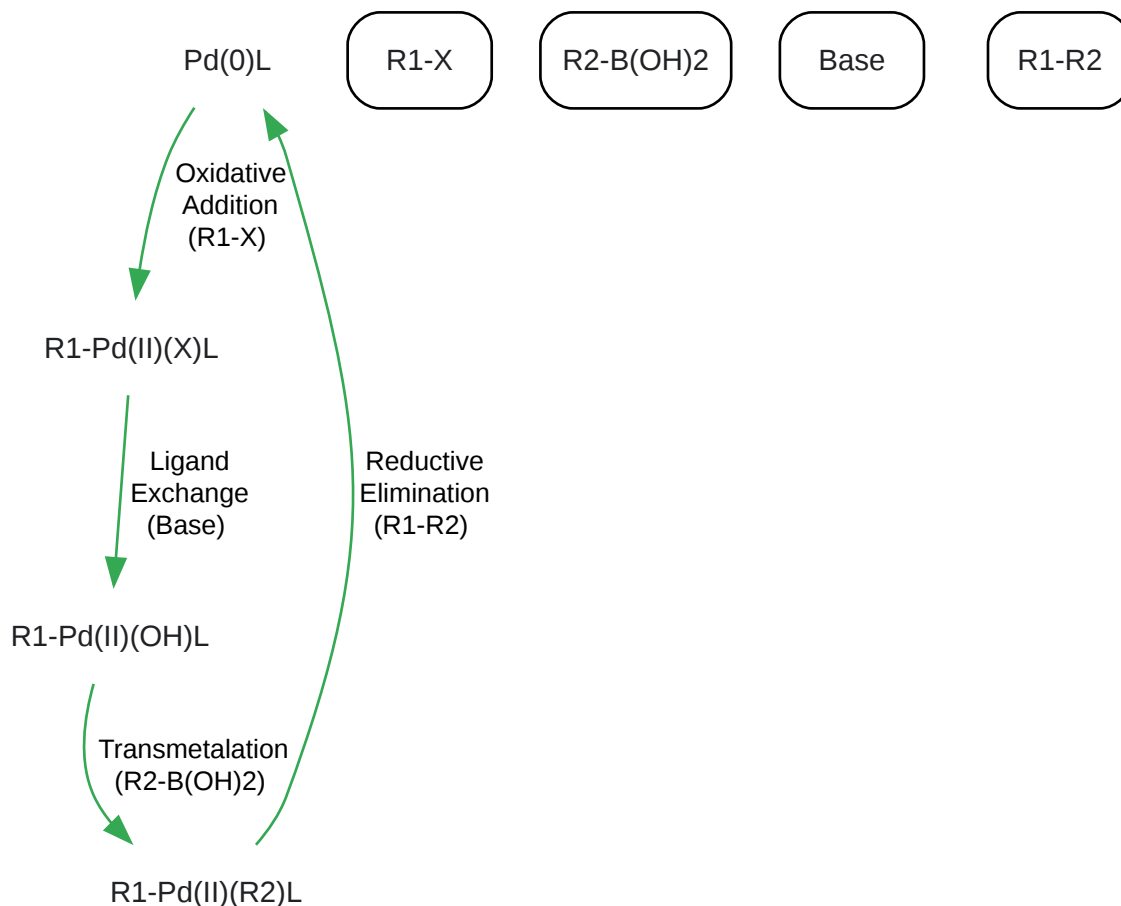 Pd(0)L
R1-X
R2-B(OH)2
Base
R1-R2
Oxidative
Addition
(R1-X)
R1-Pd(II)(X)L
Ligand
Exchange
(Base)
Reductive
Elimination
(R1-R2)
R1-Pd(II)(OH)L
Transmetalation
(R2-B(OH)2)
R1-Pd(II)(R2)L